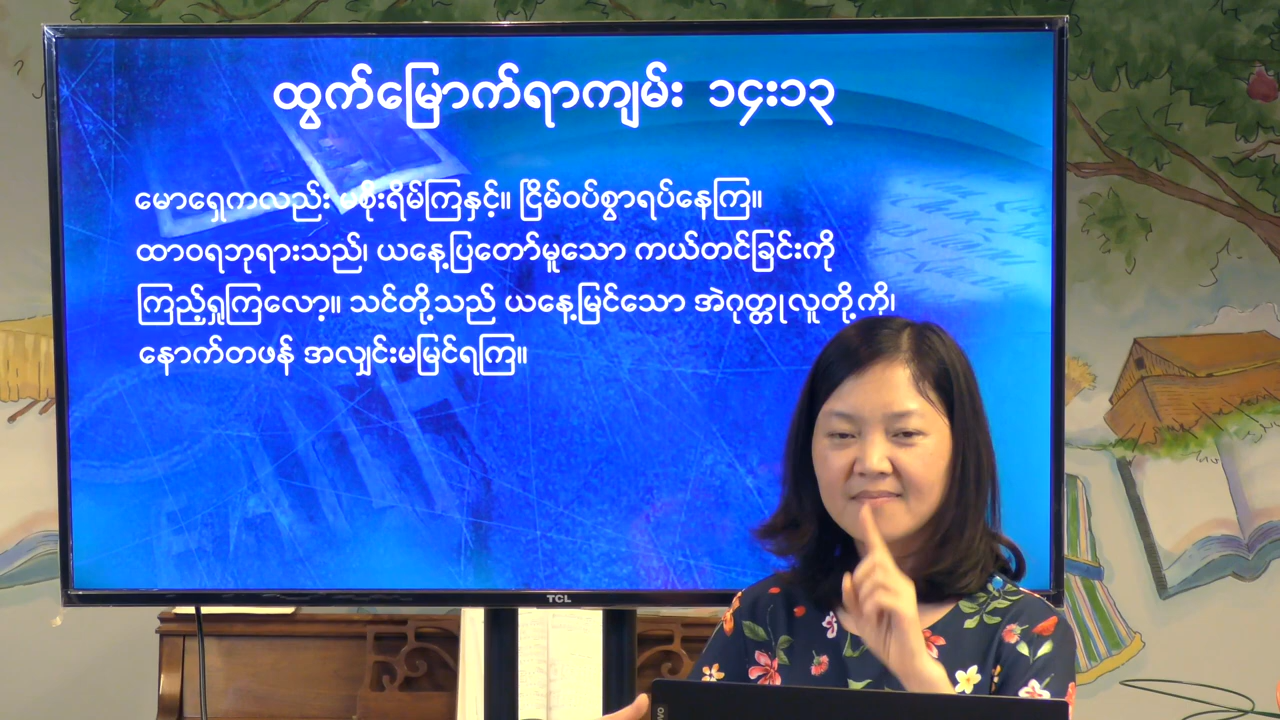 ထွက်မြောက်ရာကျမ်း ၁၄း၁၃
မောရှေကလည်း မစိုးရိမ်ကြနှင့်။ ငြိမ်ဝပ်စွာရပ်နေကြ။
ထာဝရဘုရားသည်၊ ယနေ့ပြတော်မူသော ကယ်တင်ခြင်းကို
ကြည့်ရှုကြလော့။ သင်တို့သည် ယနေ့မြင်သော အဲဂုတ္တုလူတို့ကို၊
နောက်တဖန် အလျှင်းမမြင်ရကြ။
TCL